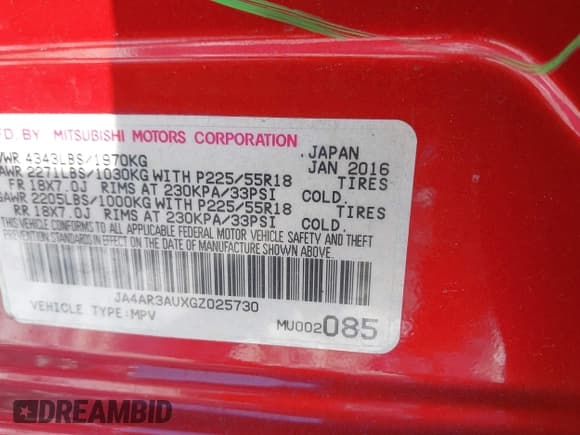 FD. BY MITSUBISHI MOTORS CORPORATION , JAPAN
VWR 4343LBS/1970KG JAN 2016
AWR 2271LBS/1030KG WITH P225/55R18 TIRES
FR 18X7.0J RIMS AT 230KPA/33PSI COLD.
GAWR 2205LBS/1000KG WITH P225/55R18 TIRES
RR 18X7.0J RIMS AT 230KPA/33PSI COLD.
THIS VEHICLE CONFORMS TO ALL APPLICABLE FEDERAL MOTOR VEHICLE SAFETY AND THEFT
PREVENTION STANDARDS IN EFFECT ON THE DATE OF MANUFACTURE SHOWN ABOVE.
JA4AR3AUXGZ025730
VEHICLE TYPE:MPV MU002085
DREAMBID